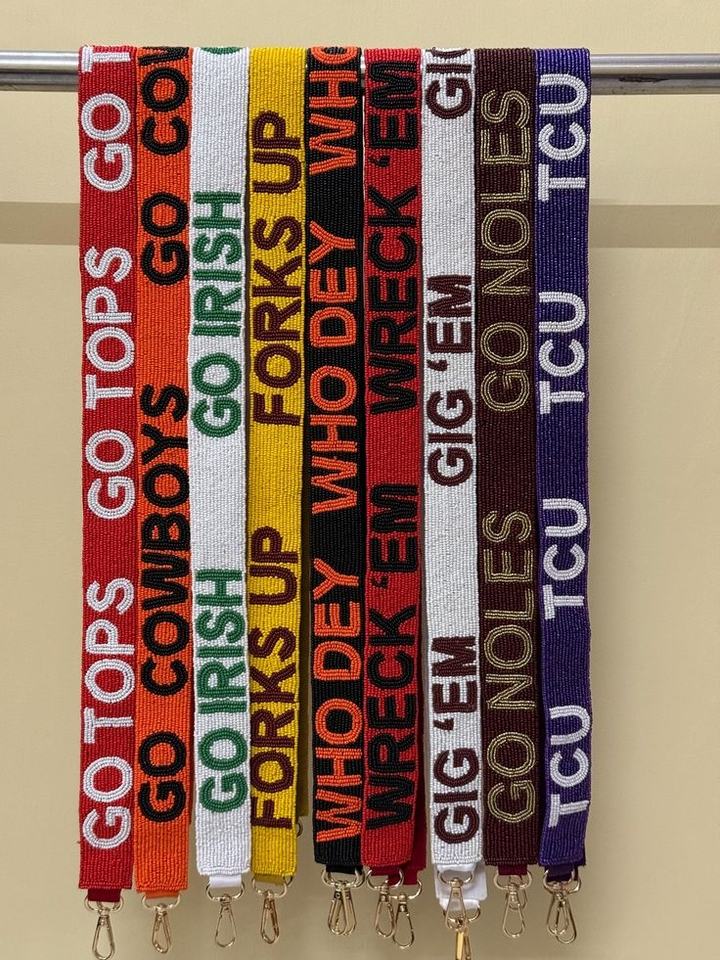 GO TOPS GO TOPS GO T
GO COWBOYS GO COW
GO IRISH GO IRISH
FORKS UP FORKS UP
WHO DEY WHO DEY WHO
WRECK ‘EM WRECK ‘EM
GIG ‘EM GIG ‘EM GIG
GO NOLES GO NOLES
TCU TCU TCU TCU